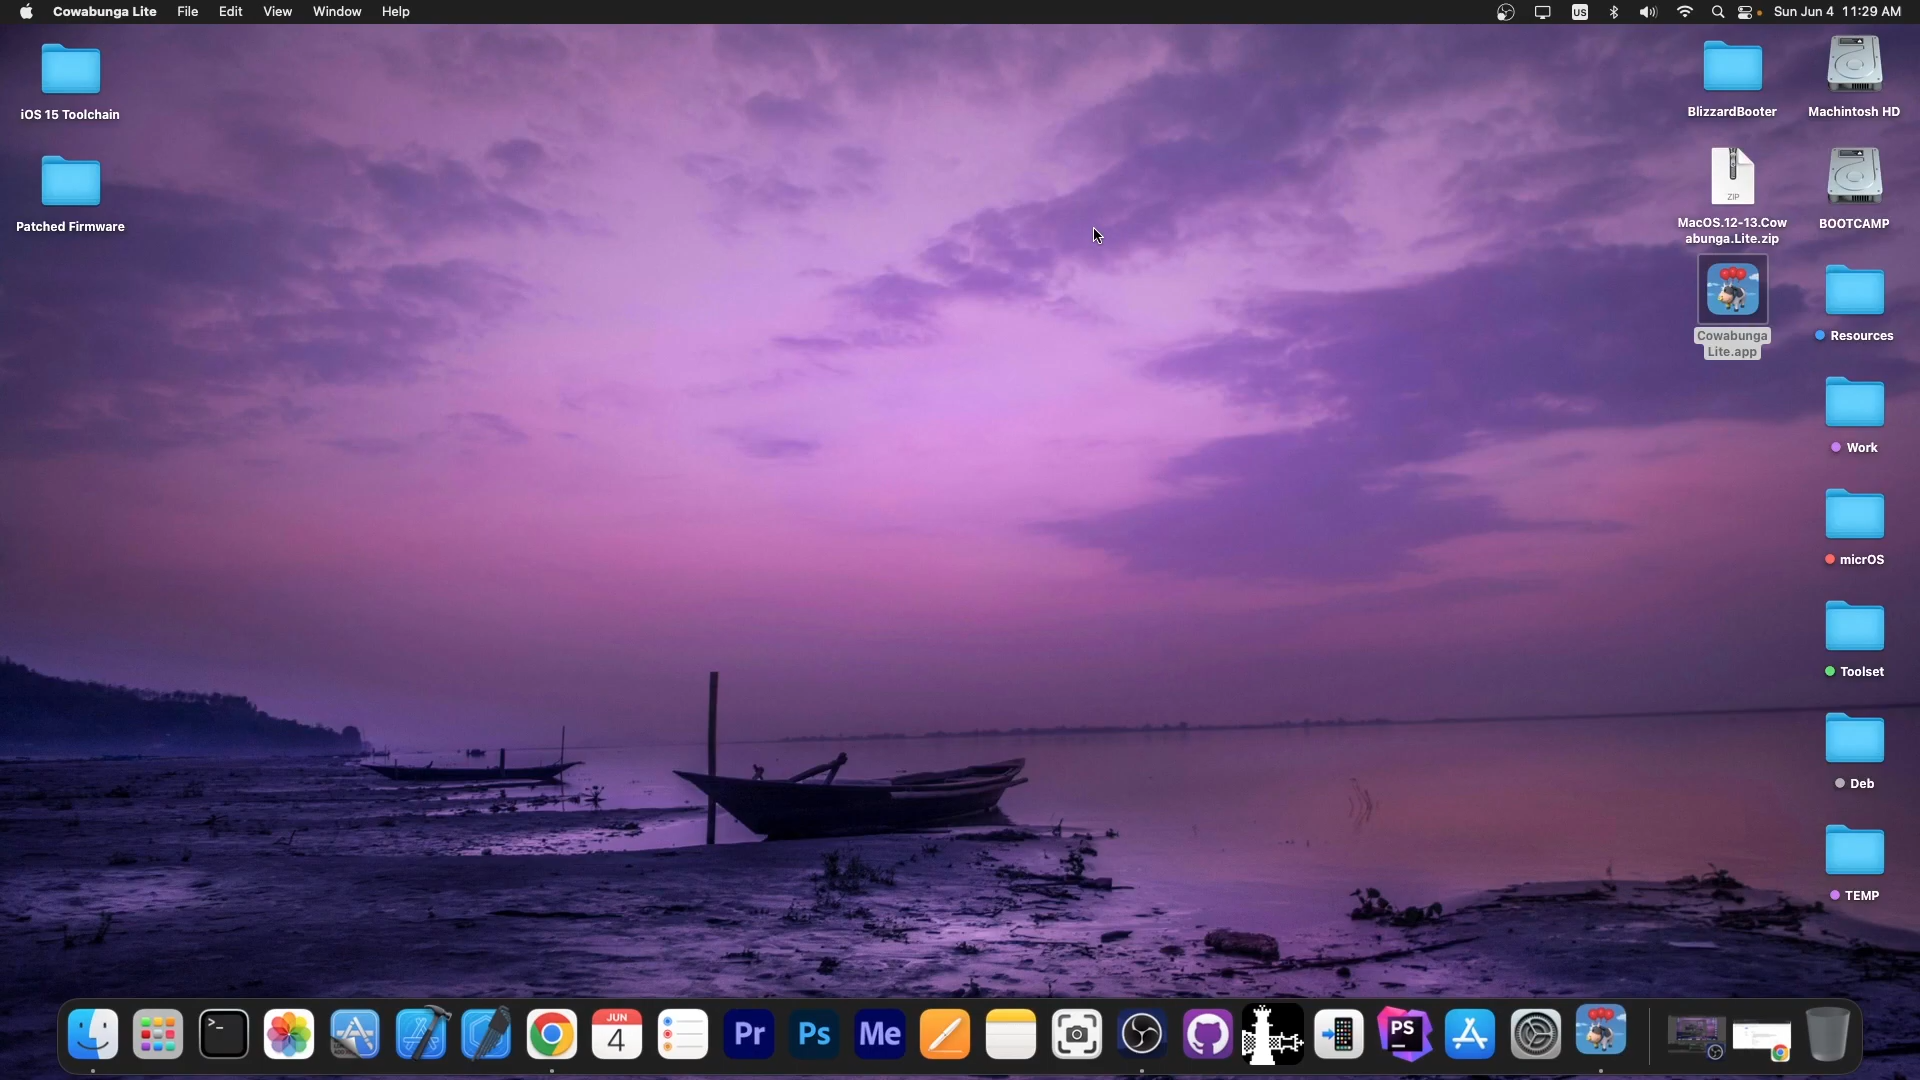 Cowabunga Lite File Edit View Window Help US Sun Jun 4 11:29 AM
iOS 15 Toolchain
Patched Firmware
BlizzardBooter
Machintosh HD
ZIP
MacOS.12-13.Cow
abunga.Lite.zip
BOOTCAMP
Cowabunga
Lite.app
Resources
Work
micrOS
Toolset
Deb
TEMP
>_
JUN
4
Pr
Ps
Me
PS